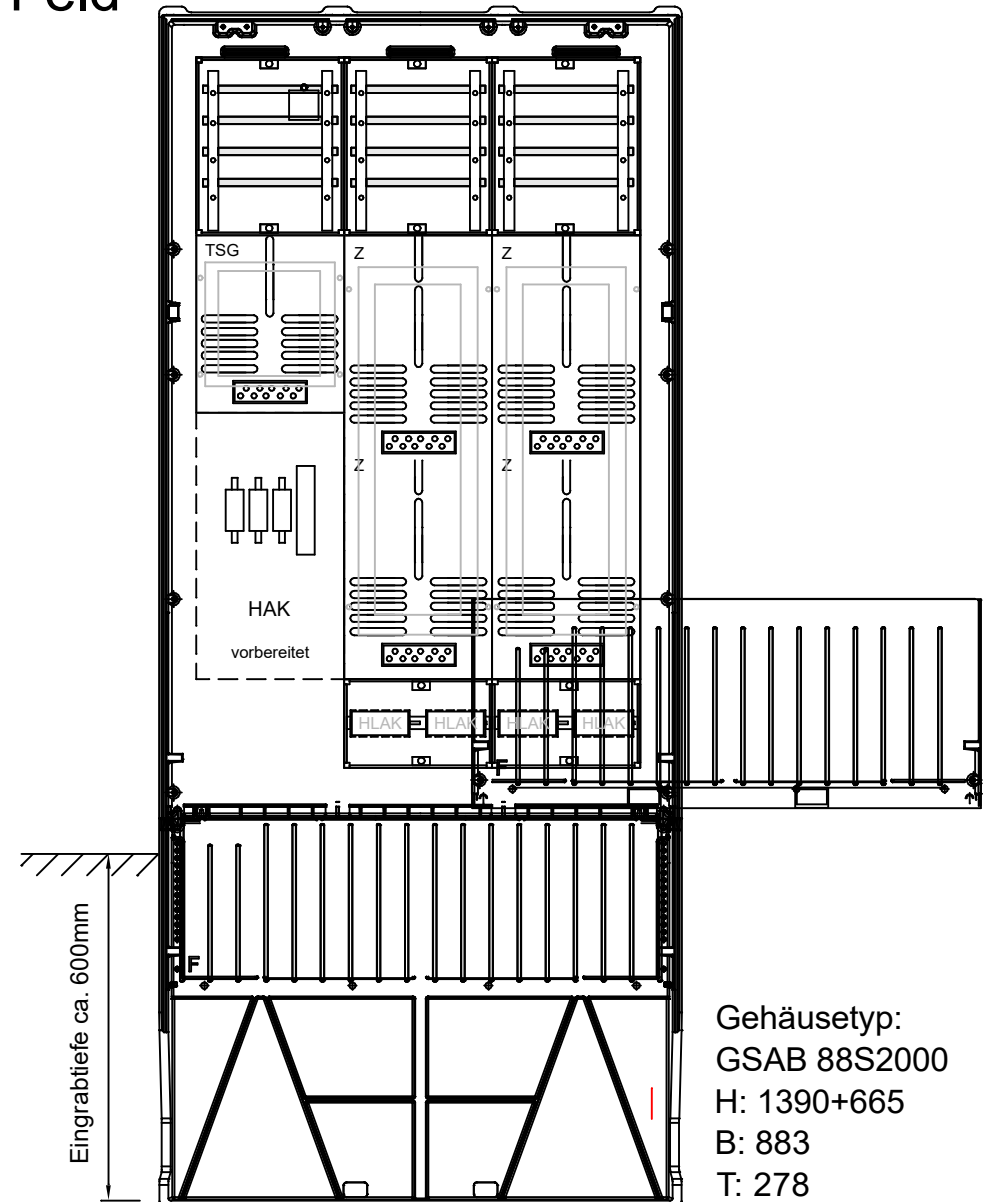 Feld
TSG
Z
Z
Z
Z
HAK
vorbereitet
HLAK
HLAK
HLAK
HLAK
F
F
Eingrabtiefe ca. 600mm
Gehäusetyp:
GSAB 88S2000
H: 1390+665
B: 883
T: 278